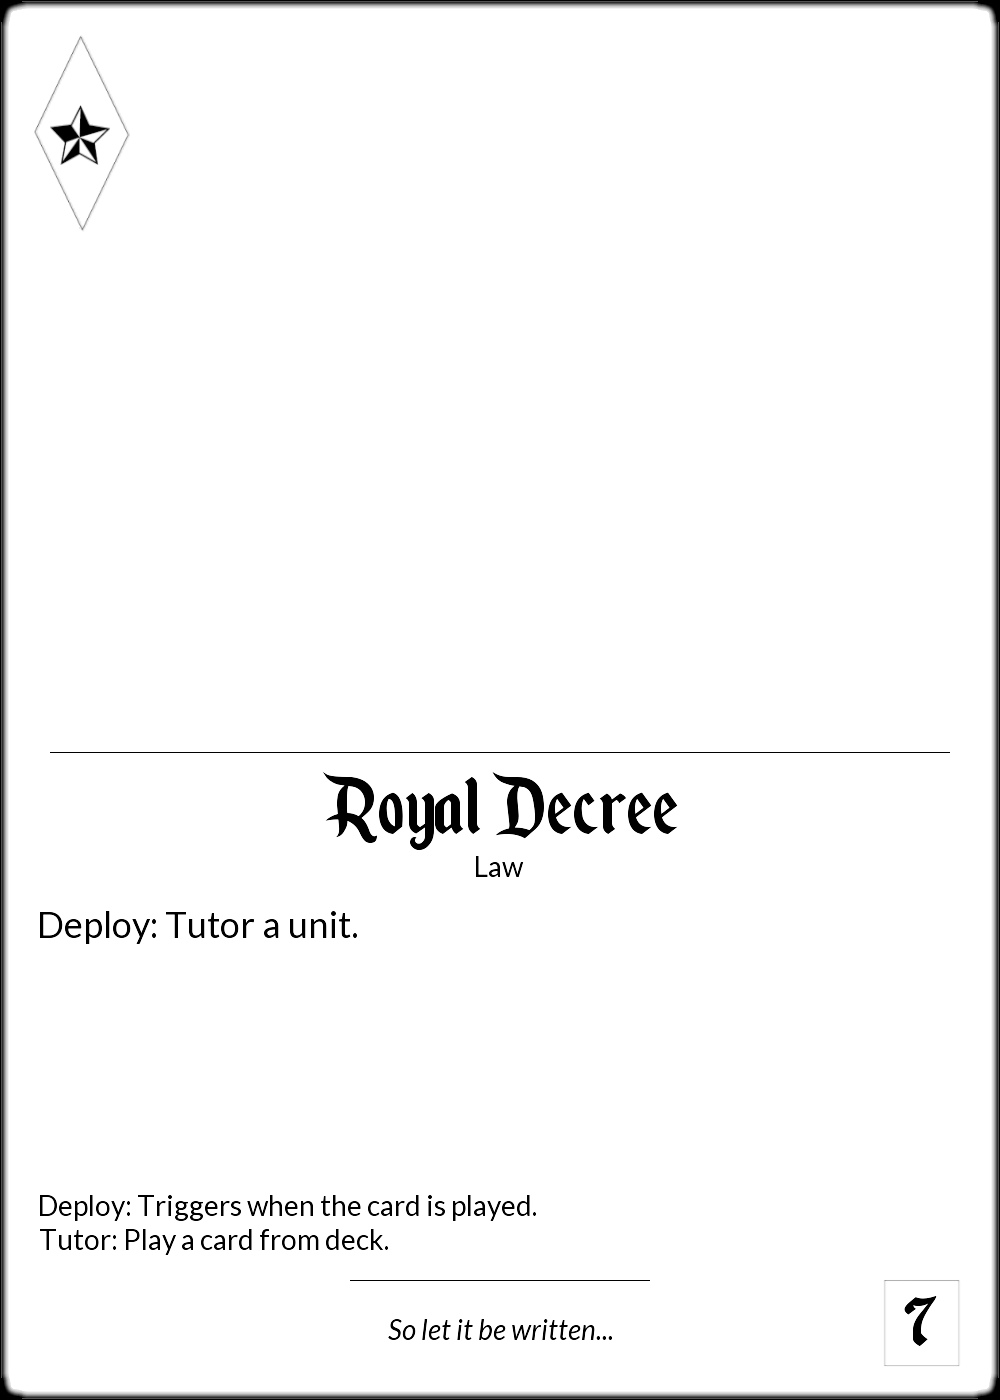 Royal Decree
Law
Deploy: Tutor a unit.
Deploy: Triggers when the card is played.
Tutor: Play a card from deck.
So let it be written...
7